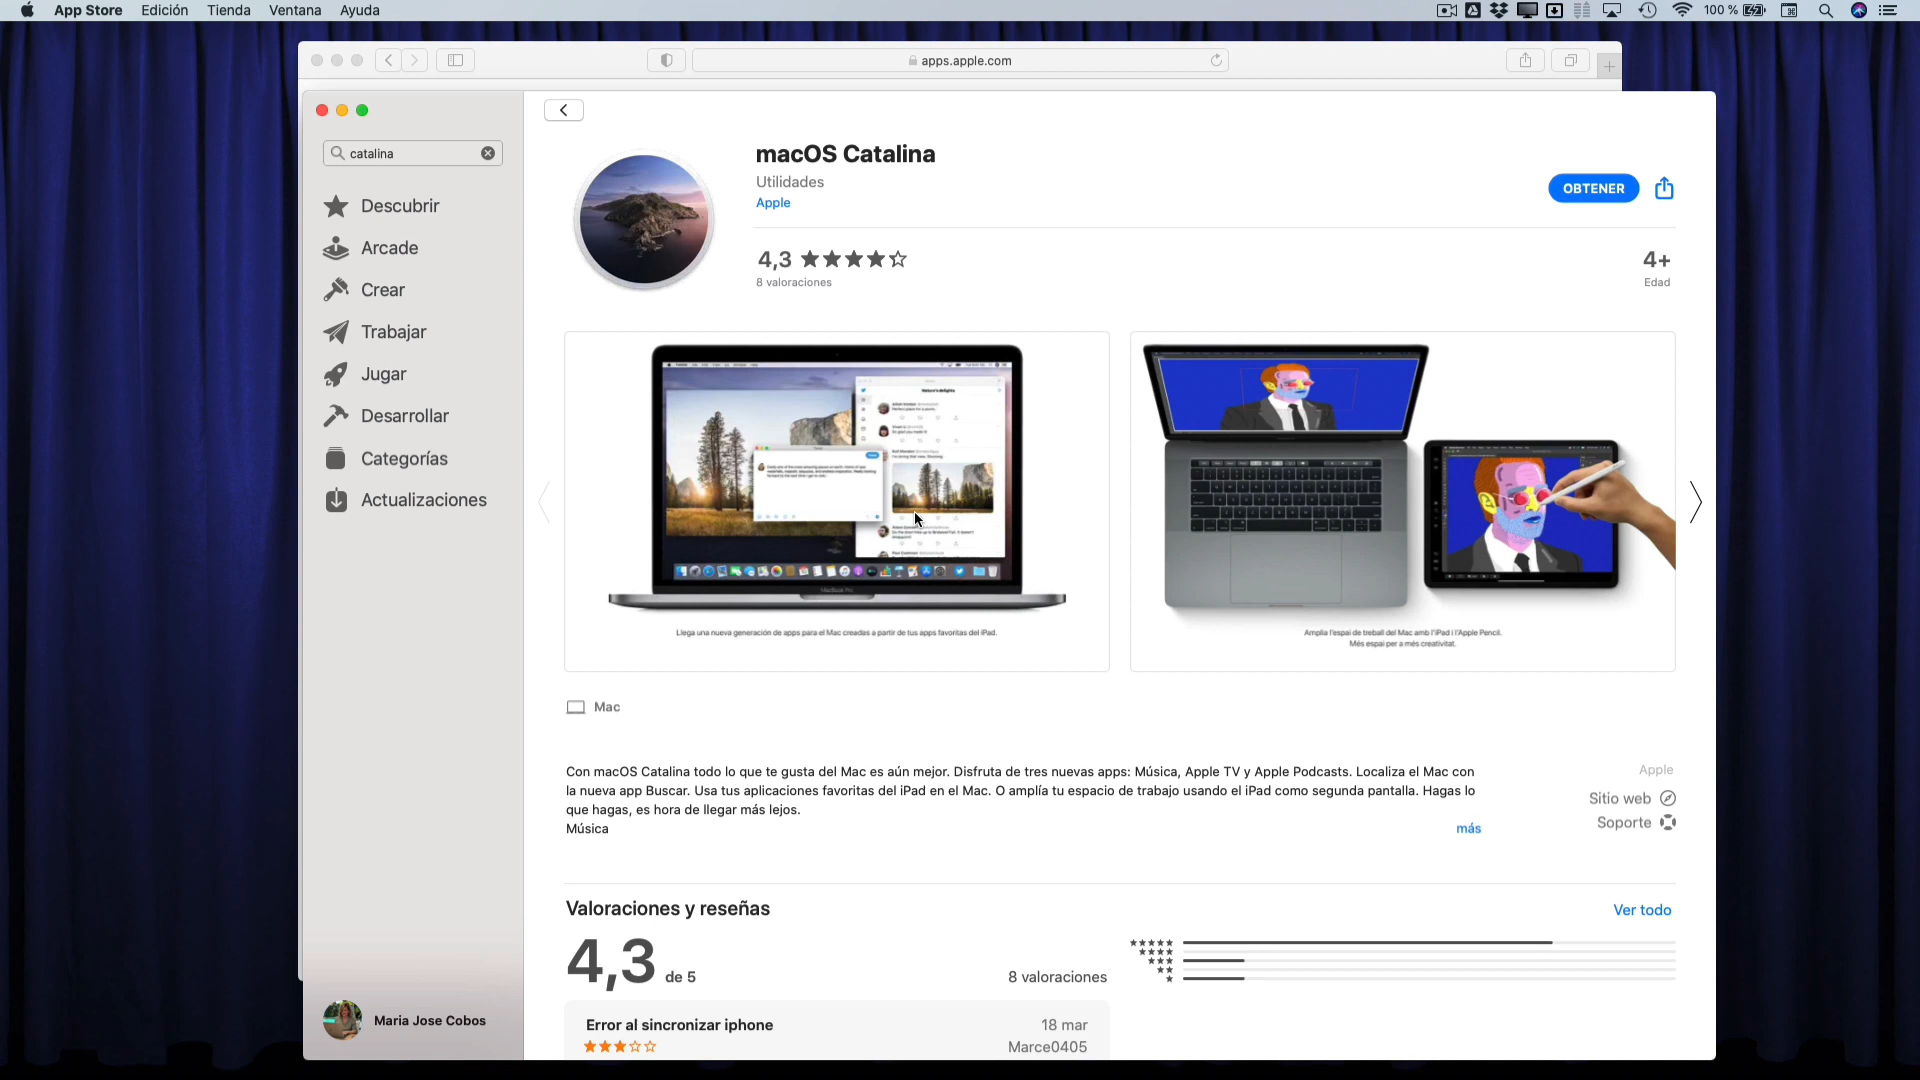 App Store Edición Tienda Ventana Ayuda
100 %
apps.apple.com
catalina
Descubrir
Arcade
Crear
Trabajar
Jugar
Desarrollar
Categorías
Actualizaciones
Maria Jose Cobos
macOS Catalina
Utilidades
Apple
OBTENER
4,3
8 valoraciones
4+
Edad
MacBook Pro
Llega una nueva generación de apps para el Mac creadas a partir de tus apps favoritas del iPad.
Amplia l'espai de treball del Mac amb l'iPad i l'Apple Pencil.
Més espai per a més creativitat.
Mac
Con macOS Catalina todo lo que te gusta del Mac es aún mejor. Disfruta de tres nuevas apps: Música, Apple TV y Apple Podcasts. Localiza el Mac con
la nueva app Buscar. Usa tus aplicaciones favoritas del iPad en el Mac. O amplía tu espacio de trabajo usando el iPad como segunda pantalla. Hagas lo
que hagas, es hora de llegar más lejos.
Música
más
Apple
Sitio web
Soporte
Valoraciones y reseñas
Ver todo
4,3 de 5
8 valoraciones
Error al sincronizar iphone
18 mar
Marce0405